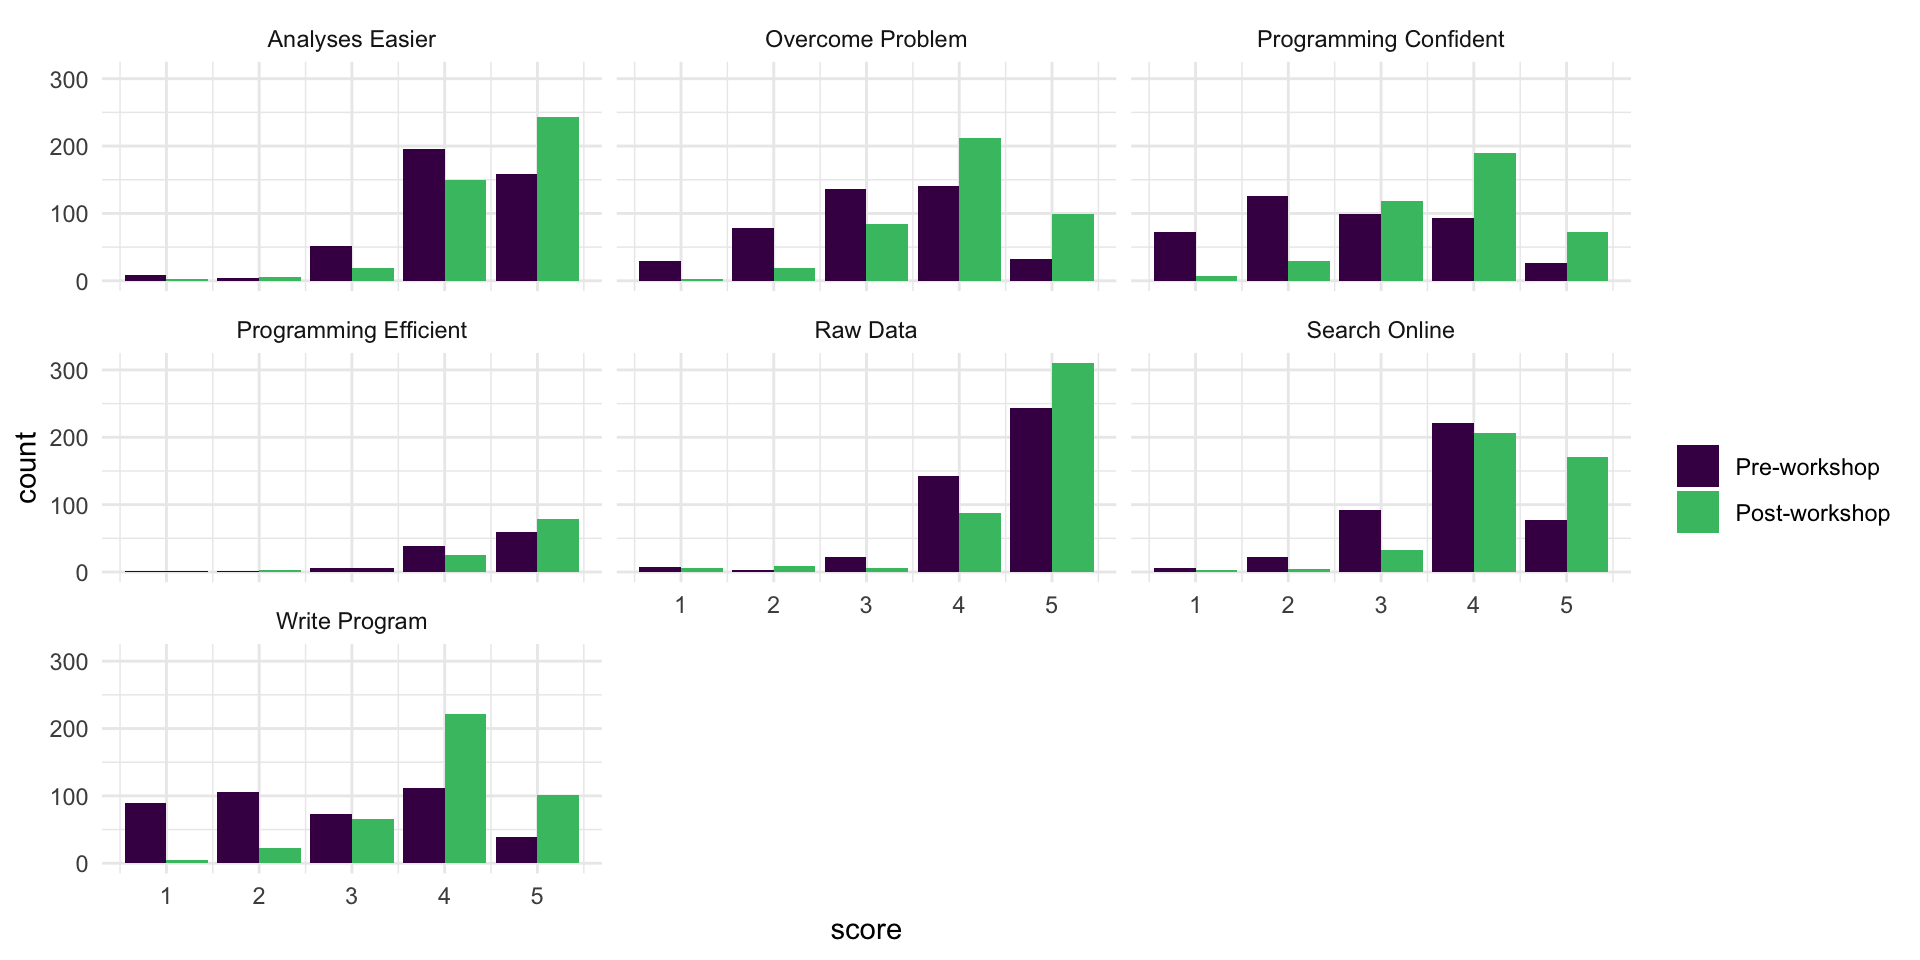 Analyses Easier
Overcome Problem
Programming Confident
300
200
100
0
Programming Efficient
Raw Data
Search Online
300
200
100
0
1 2 3 4 5
1 2 3 4 5
Write Program
300
200
100
0
1 2 3 4 5
score
count
Pre-workshop
Post-workshop